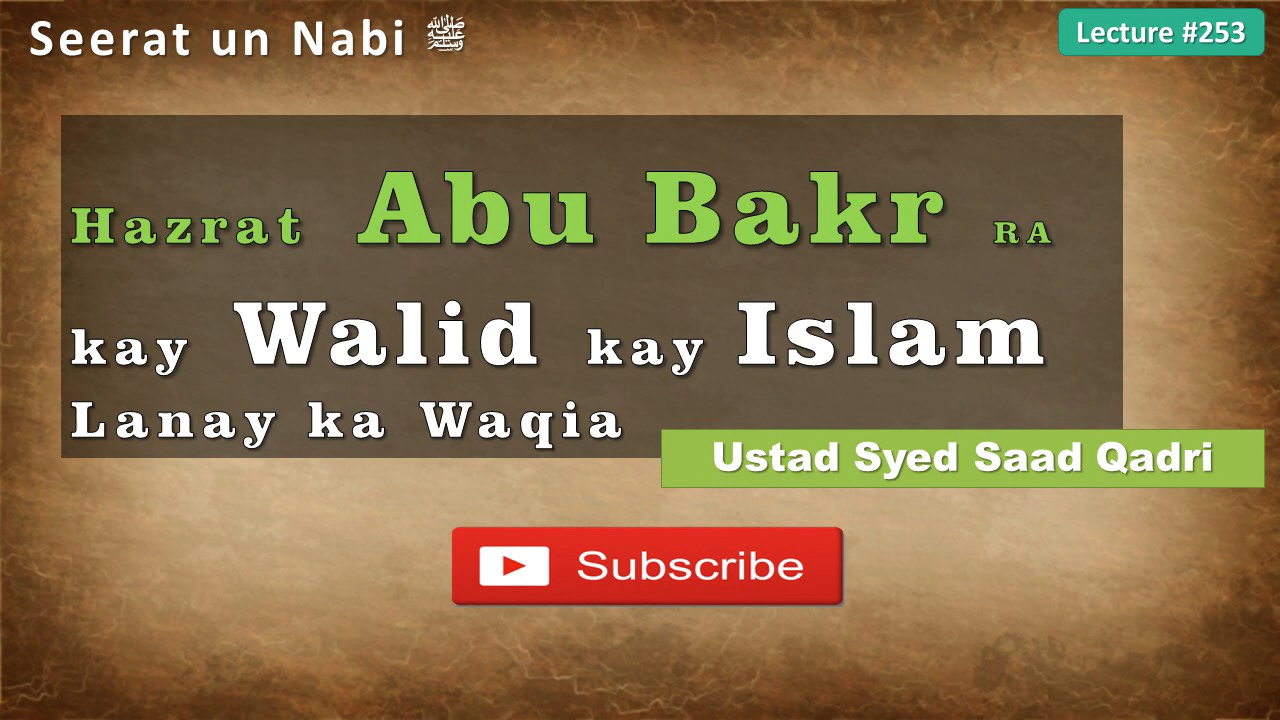 Seerat un Nabi ﷺ
Lecture #253
Hazrat Abu Bakr RA
kay Walid kay Islam
Lanay ka Waqia
Ustad Syed Saad Qadri
Subscribe